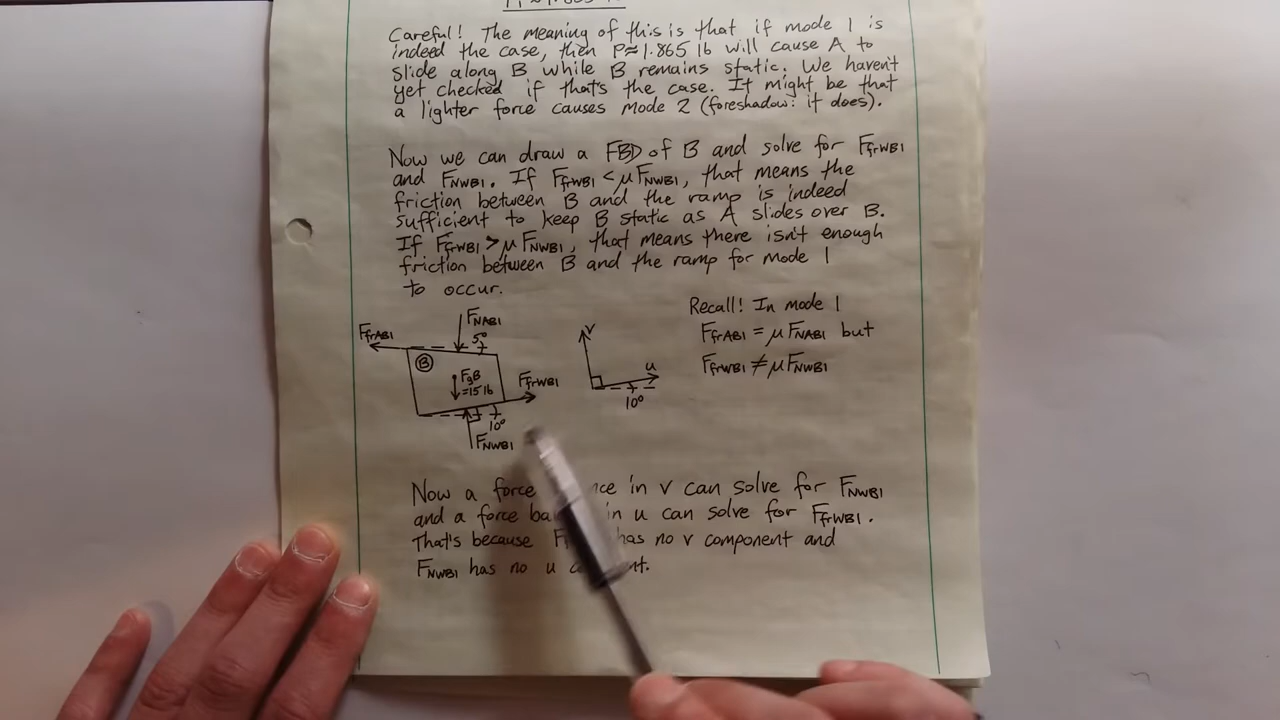 Careful! The meaning of this is that if mode 1 is
indeed the case, then P≈1.865 lb will cause A to
slide along B while B remains static. We haven't
yet checked if that's the case. It might be that
a lighter force causes mode 2 (foreshadow: it does).
Now we can draw a FBD of B and solve for FfrWB1
and FNWB1. If FfrWB1 < μFNWB1, that means the
friction between B and the ramp is indeed
sufficient to keep B static as A slides over B.
If FfrWB1 > μFNWB1, that means there isn't enough
friction between B and the ramp for mode 1
to occur.
Recall! In mode 1
FfrAB1 = μFNAB1 but
FfrWB1 ≠ μFNWB1
FNAB1
FfrAB1
5°
B
FgB
=15 lb
FfrWB1
10°
FNWB1
v
u
10°
Now a force nce in v can solve for FNWB1
and a force ba in u can solve for FfrWB1.
That's because F has no v component and
FNWB1 has no u nt.